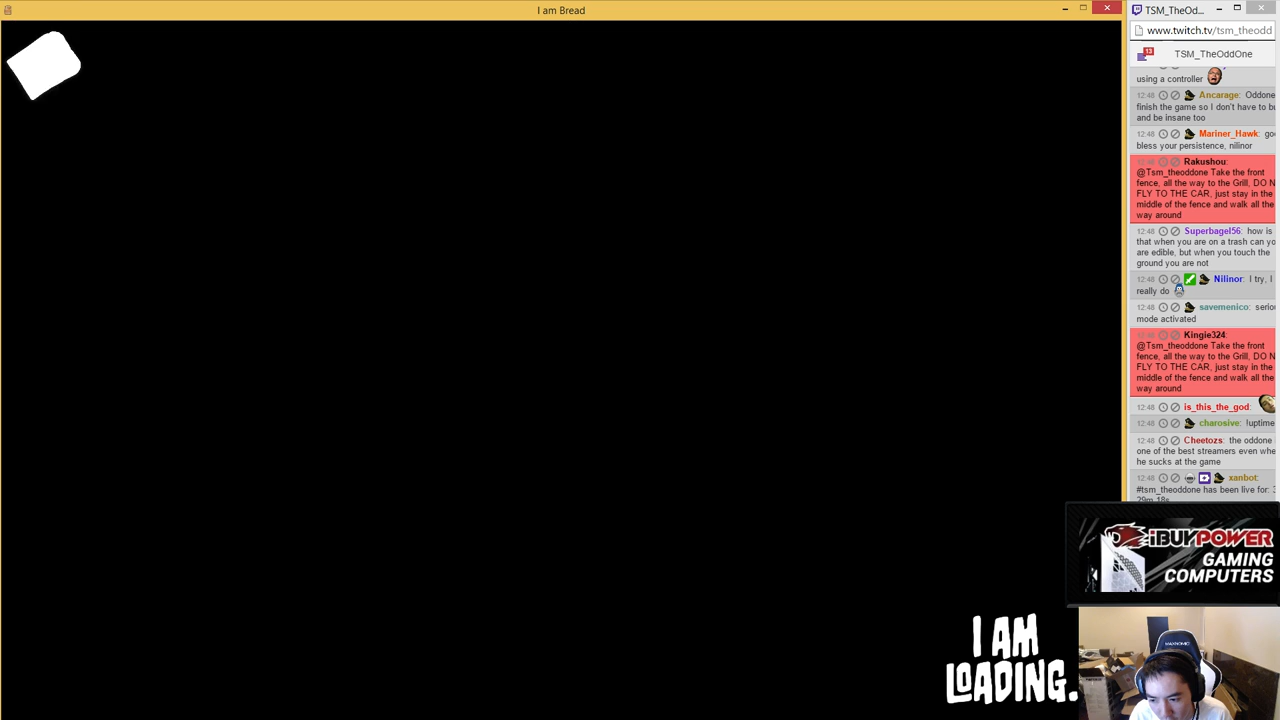 I am Bread
TSM_TheOd...
www.twitch.tv/tsm_theodd
13
TSM_TheOddOne
using a controller
12:48 Ancarage: Oddone
finish the game so I don't have to b
and be insane too
12:48 Mariner_Hawk: go
bless your persistence, nilinor
Rakushou:
@Tsm_theoddone Take the front
fence, all the way to the Grill, DO N
FLY TO THE CAR, just stay in the
middle of the fence and walk all the
way around
12:48 Superbagel56: how is
that when you are on a trash can yo
are edible, but when you touch the
ground you are not
12:48 Nilinor: I try, I
really do
12:48 savemenico: serio
mode activated
Kingie324:
@Tsm_theoddone Take the front
fence, all the way to the Grill, DO N
FLY TO THE CAR, just stay in the
middle of the fence and walk all the
way around
12:48 is_this_the_god:
12:48 charosive: !uptime
12:48 Cheetozs: the oddone
one of the best streamers even whe
he sucks at the game
12:48 xanbot:
#tsm_theoddone has been live for: 3
29m 18s
iBUYPOWER
GAMING
COMPUTERS
I AM
LOADING.